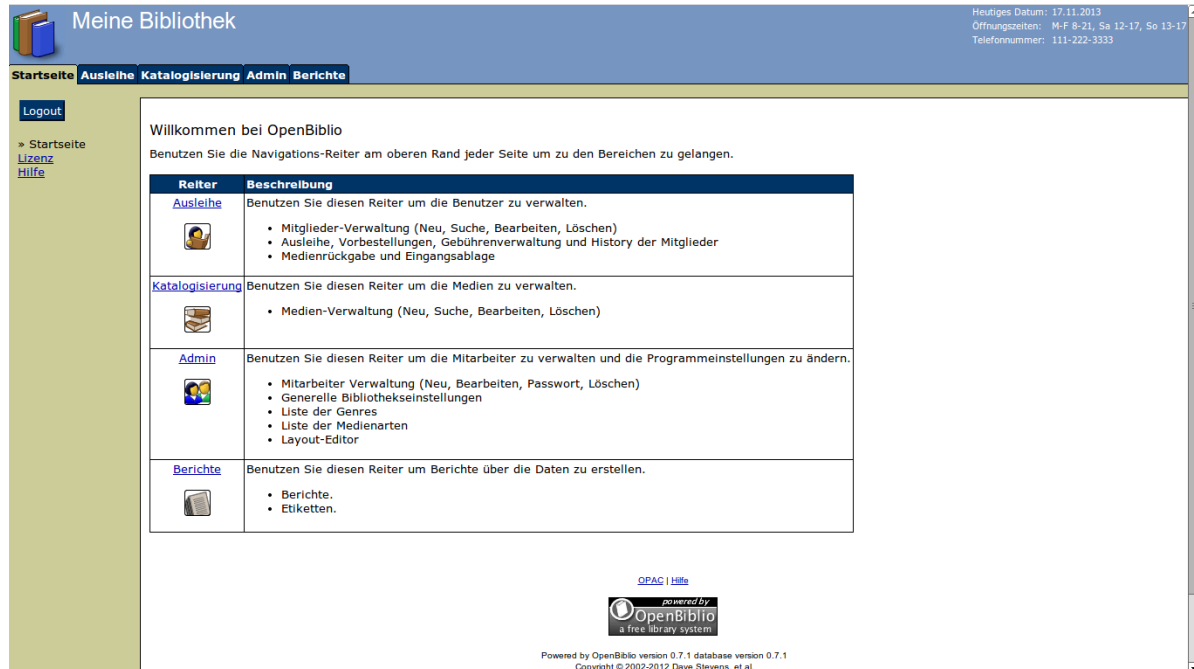 Meine Bibliothek
Heutiges Datum: 17.11.2013
Öffnungszeiten: M-F 8-21, Sa 12-17, So 13-17
Telefonnummer: 111-222-3333
Startseite Ausleihe Katalogisierung Admin Berichte
Logout
» Startseite
Lizenz
Hilfe
Willkommen bei OpenBiblio
Benutzen Sie die Navigations-Reiter am oberen Rand jeder Seite um zu den Bereichen zu gelangen.
Reiter Beschreibung
Ausleihe Benutzen Sie diesen Reiter um die Benutzer zu verwalten.
• Mitglieder-Verwaltung (Neu, Suche, Bearbeiten, Löschen)
• Ausleihe, Vorbestellungen, Gebührenverwaltung und History der Mitglieder
• Medienrückgabe und Eingangsablage
Katalogisierung Benutzen Sie diesen Reiter um die Medien zu verwalten.
• Medien-Verwaltung (Neu, Suche, Bearbeiten, Löschen)
Admin Benutzen Sie diesen Reiter um die Mitarbeiter zu verwalten und die Programmeinstellungen zu ändern.
• Mitarbeiter Verwaltung (Neu, Bearbeiten, Passwort, Löschen)
• Generelle Bibliothekseinstellungen
• Liste der Genres
• Liste der Medienarten
• Layout-Editor
Berichte Benutzen Sie diesen Reiter um Berichte über die Daten zu erstellen.
• Berichte.
• Etiketten.
OPAC | Hilfe
powered by
OpenBiblio
a free library system
Powered by OpenBiblio version 0.7.1 database version 0.7.1
Copyright © 2002-2012 Dave Stevens, et al.